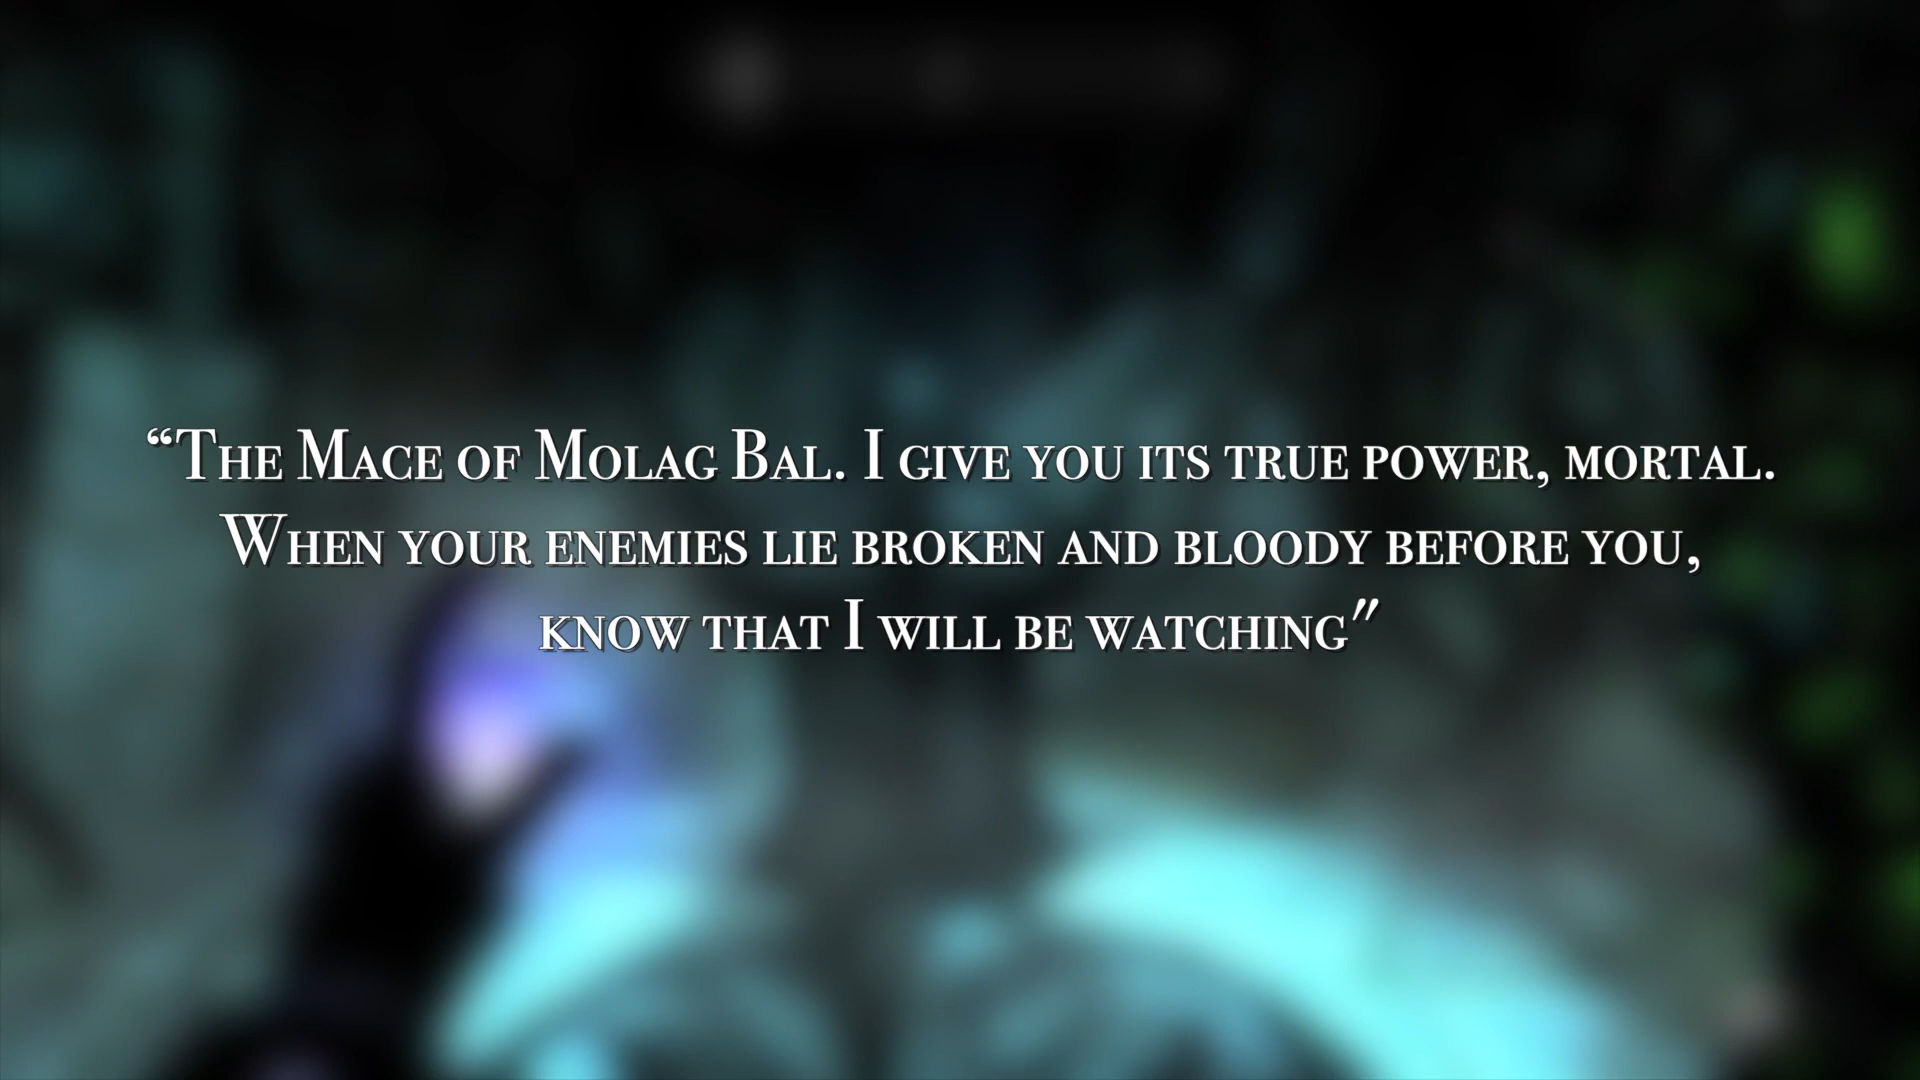 “The Mace of Molag Bal. I give you its true power, mortal.
When your enemies lie broken and bloody before you,
know that I will be watching”